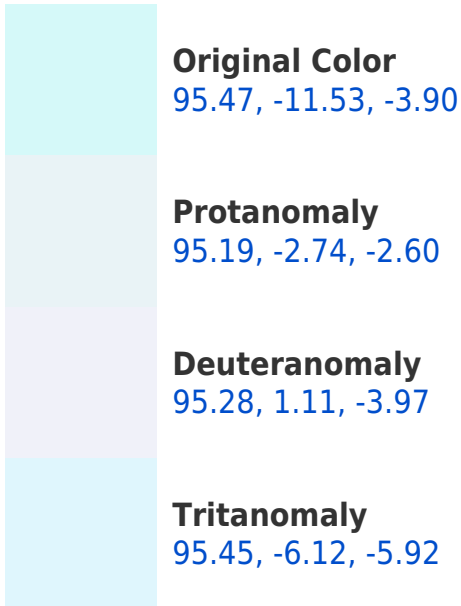 Original Color
95.47, -11.53, -3.90
Protanomaly
95.19, -2.74, -2.60
Deuteranomaly
95.28, 1.11, -3.97
Tritanomaly
95.45, -6.12, -5.92